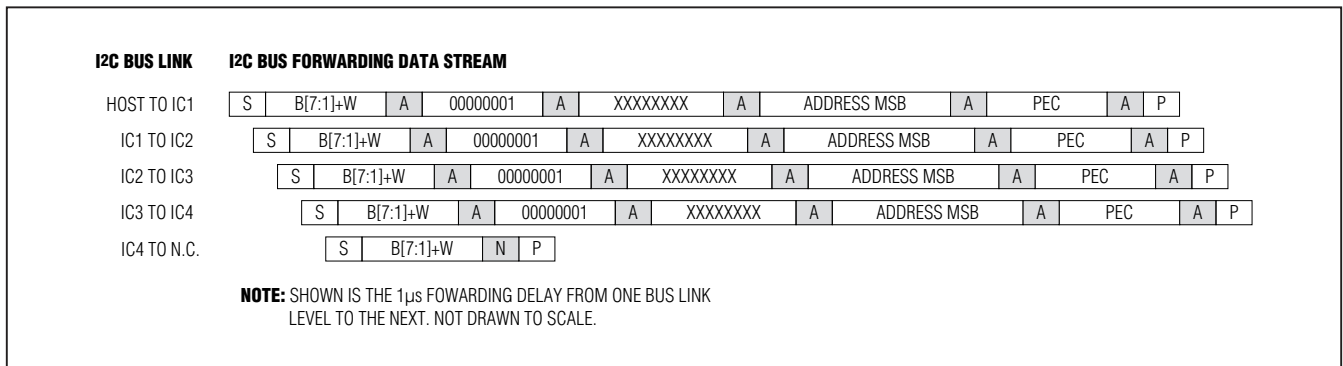 I2C BUS LINK I2C BUS FORWARDING DATA STREAM
HOST TO IC1 S B[7:1]+W A 00000001 A XXXXXXXX A ADDRESS MSB A PEC A P
IC1 TO IC2 S B[7:1]+W A 00000001 A XXXXXXXX A ADDRESS MSB A PEC A P
IC2 TO IC3 S B[7:1]+W A 00000001 A XXXXXXXX A ADDRESS MSB A PEC A P
IC3 TO IC4 S B[7:1]+W A 00000001 A XXXXXXXX A ADDRESS MSB A PEC A P
IC4 TO N.C. S B[7:1]+W N P
NOTE: SHOWN IS THE 1µs FOWARDING DELAY FROM ONE BUS LINK
LEVEL TO THE NEXT. NOT DRAWN TO SCALE.